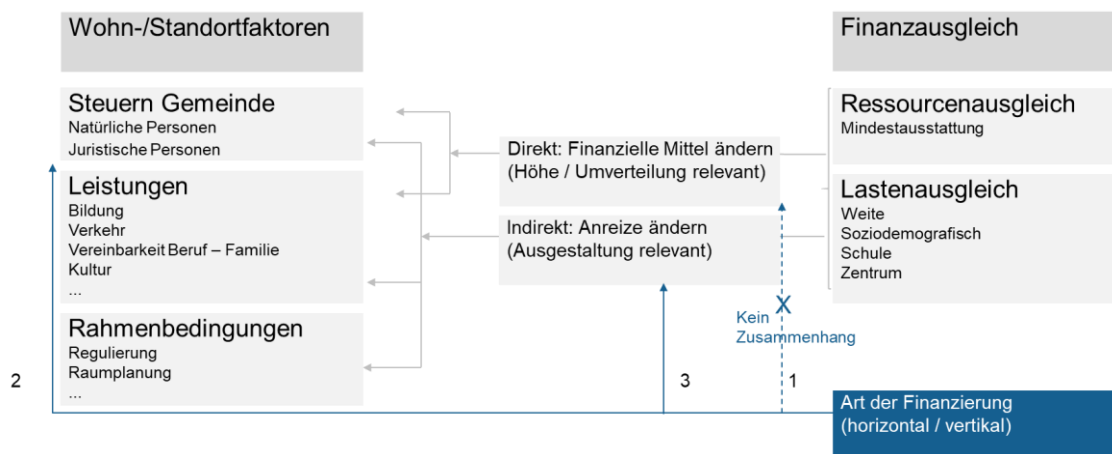 Wohn-/Standortfaktoren
Steuern Gemeinde
Natürliche Personen
Juristische Personen
Leistungen
Bildung
Verkehr
Vereinbarkeit Beruf – Familie
Kultur
...
Rahmenbedingungen
Regulierung
Raumplanung
...
2
Direkt: Finanzielle Mittel ändern
(Höhe / Umverteilung relevant)
Indirekt: Anreize ändern
(Ausgestaltung relevant)
X
Kein
Zusammenhang
3
1
Finanzausgleich
Ressourcenausgleich
Mindestausstattung
Lastenausgleich
Weite
Soziodemografisch
Schule
Zentrum
Art der Finanzierung
(horizontal / vertikal)